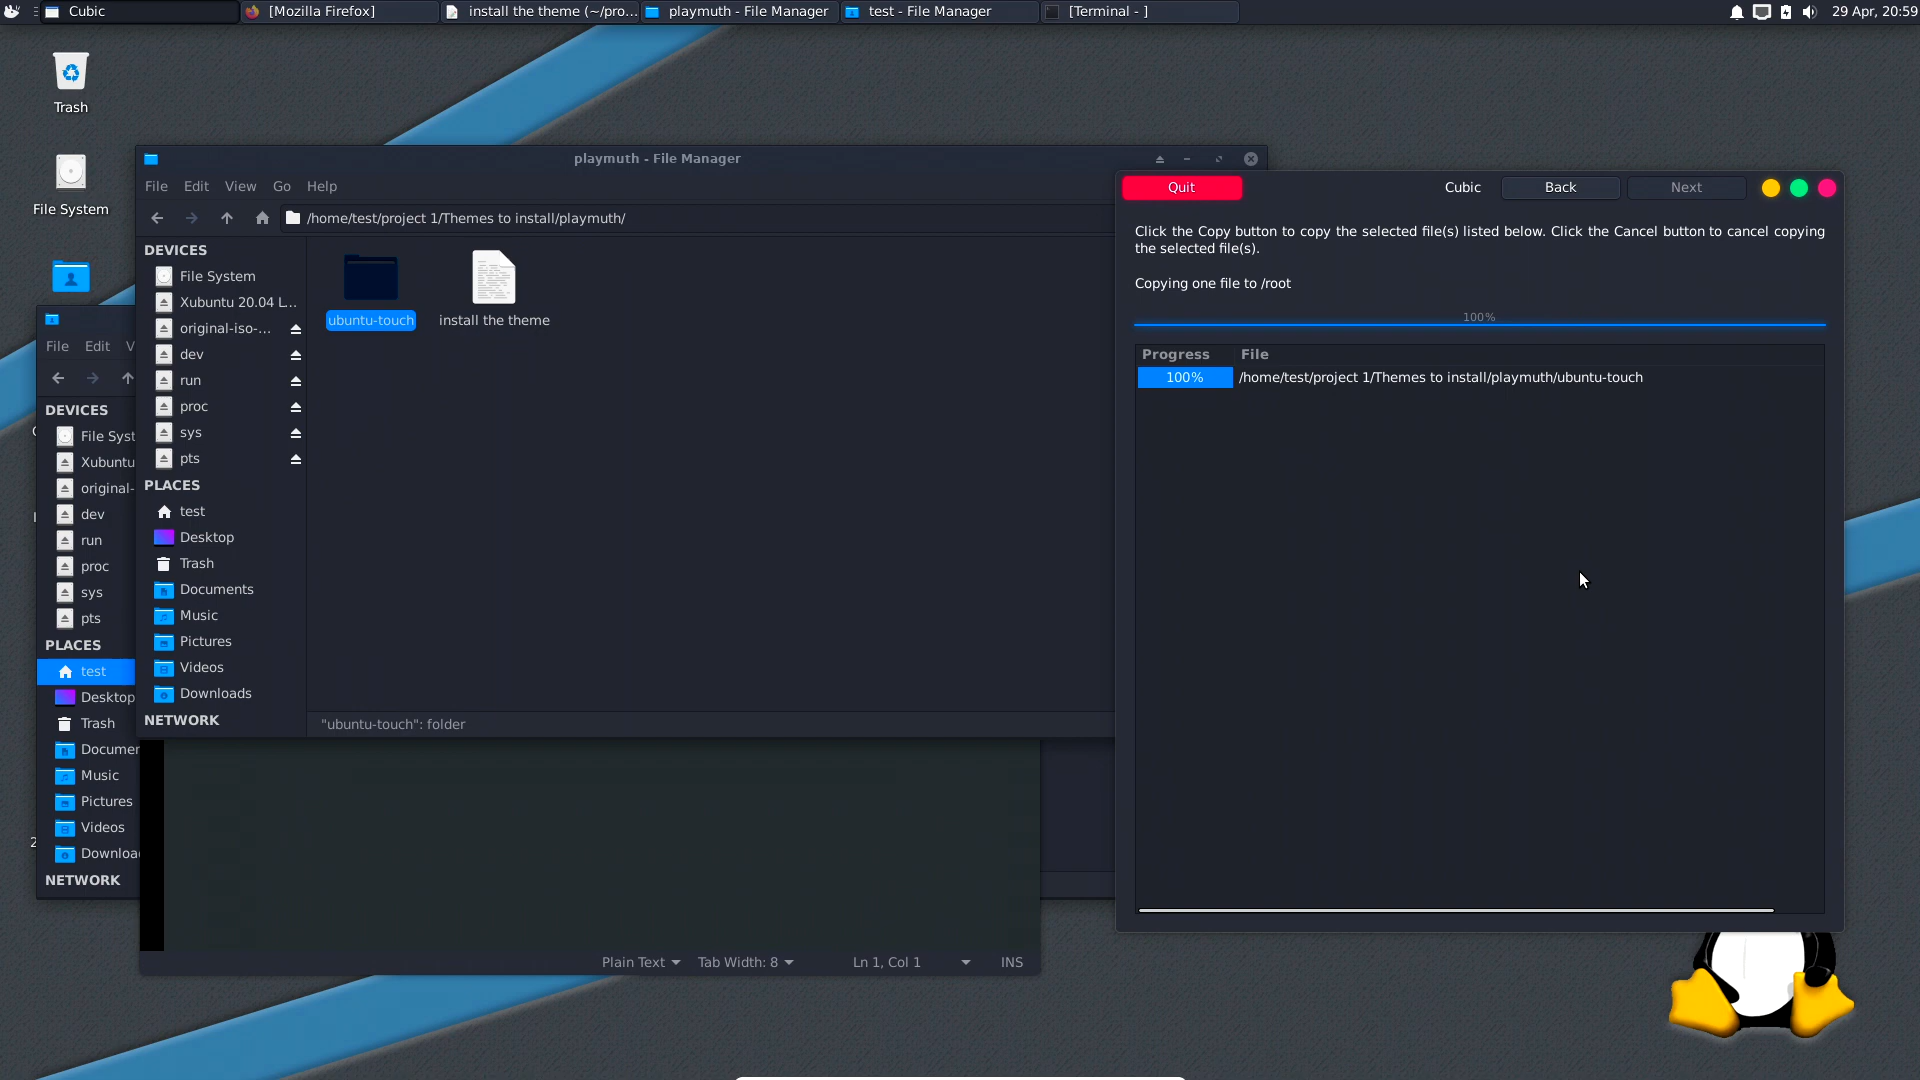 Cubic
[Mozilla Firefox]
install the theme (~/pro...
playmuth - File Manager
test - File Manager
[Terminal - ]
29 Apr, 20:59
Trash
File System
playmuth - File Manager
File Edit View Go Help
/home/test/project 1/Themes to install/playmuth/
DEVICES
File System
Xubuntu 20.04 L...
original-iso-...
dev
run
proc
sys
pts
PLACES
test
Desktop
Trash
Documents
Music
Pictures
Videos
Downloads
NETWORK
ubuntu-touch
install the theme
"ubuntu-touch": folder
File Edit V
DEVICES
File Syst
Xubuntu
original-
dev
run
proc
sys
pts
PLACES
test
Desktop
Trash
Documen
Music
Pictures
Videos
Downloa
NETWORK
Plain Text
Tab Width: 8
Ln 1, Col 1
INS
Quit
Cubic
Back
Next
Click the Copy button to copy the selected file(s) listed below. Click the Cancel button to cancel copying
the selected file(s).
Copying one file to /root
100%
Progress File
100% /home/test/project 1/Themes to install/playmuth/ubuntu-touch